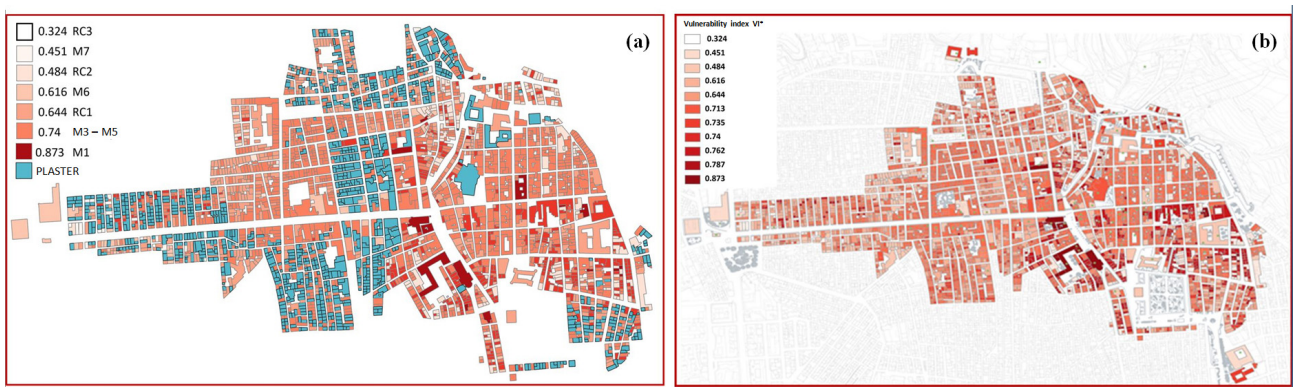 0.324 RC3
0.451 M7
0.484 RC2
0.616 M6
0.644 RC1
0.74 M3 – M5
0.873 M1
PLASTER
(a)
Vulnerability index VI*
0.324
0.451
0.484
0.616
0.644
0.713
0.735
0.74
0.762
0.787
0.873
(b)